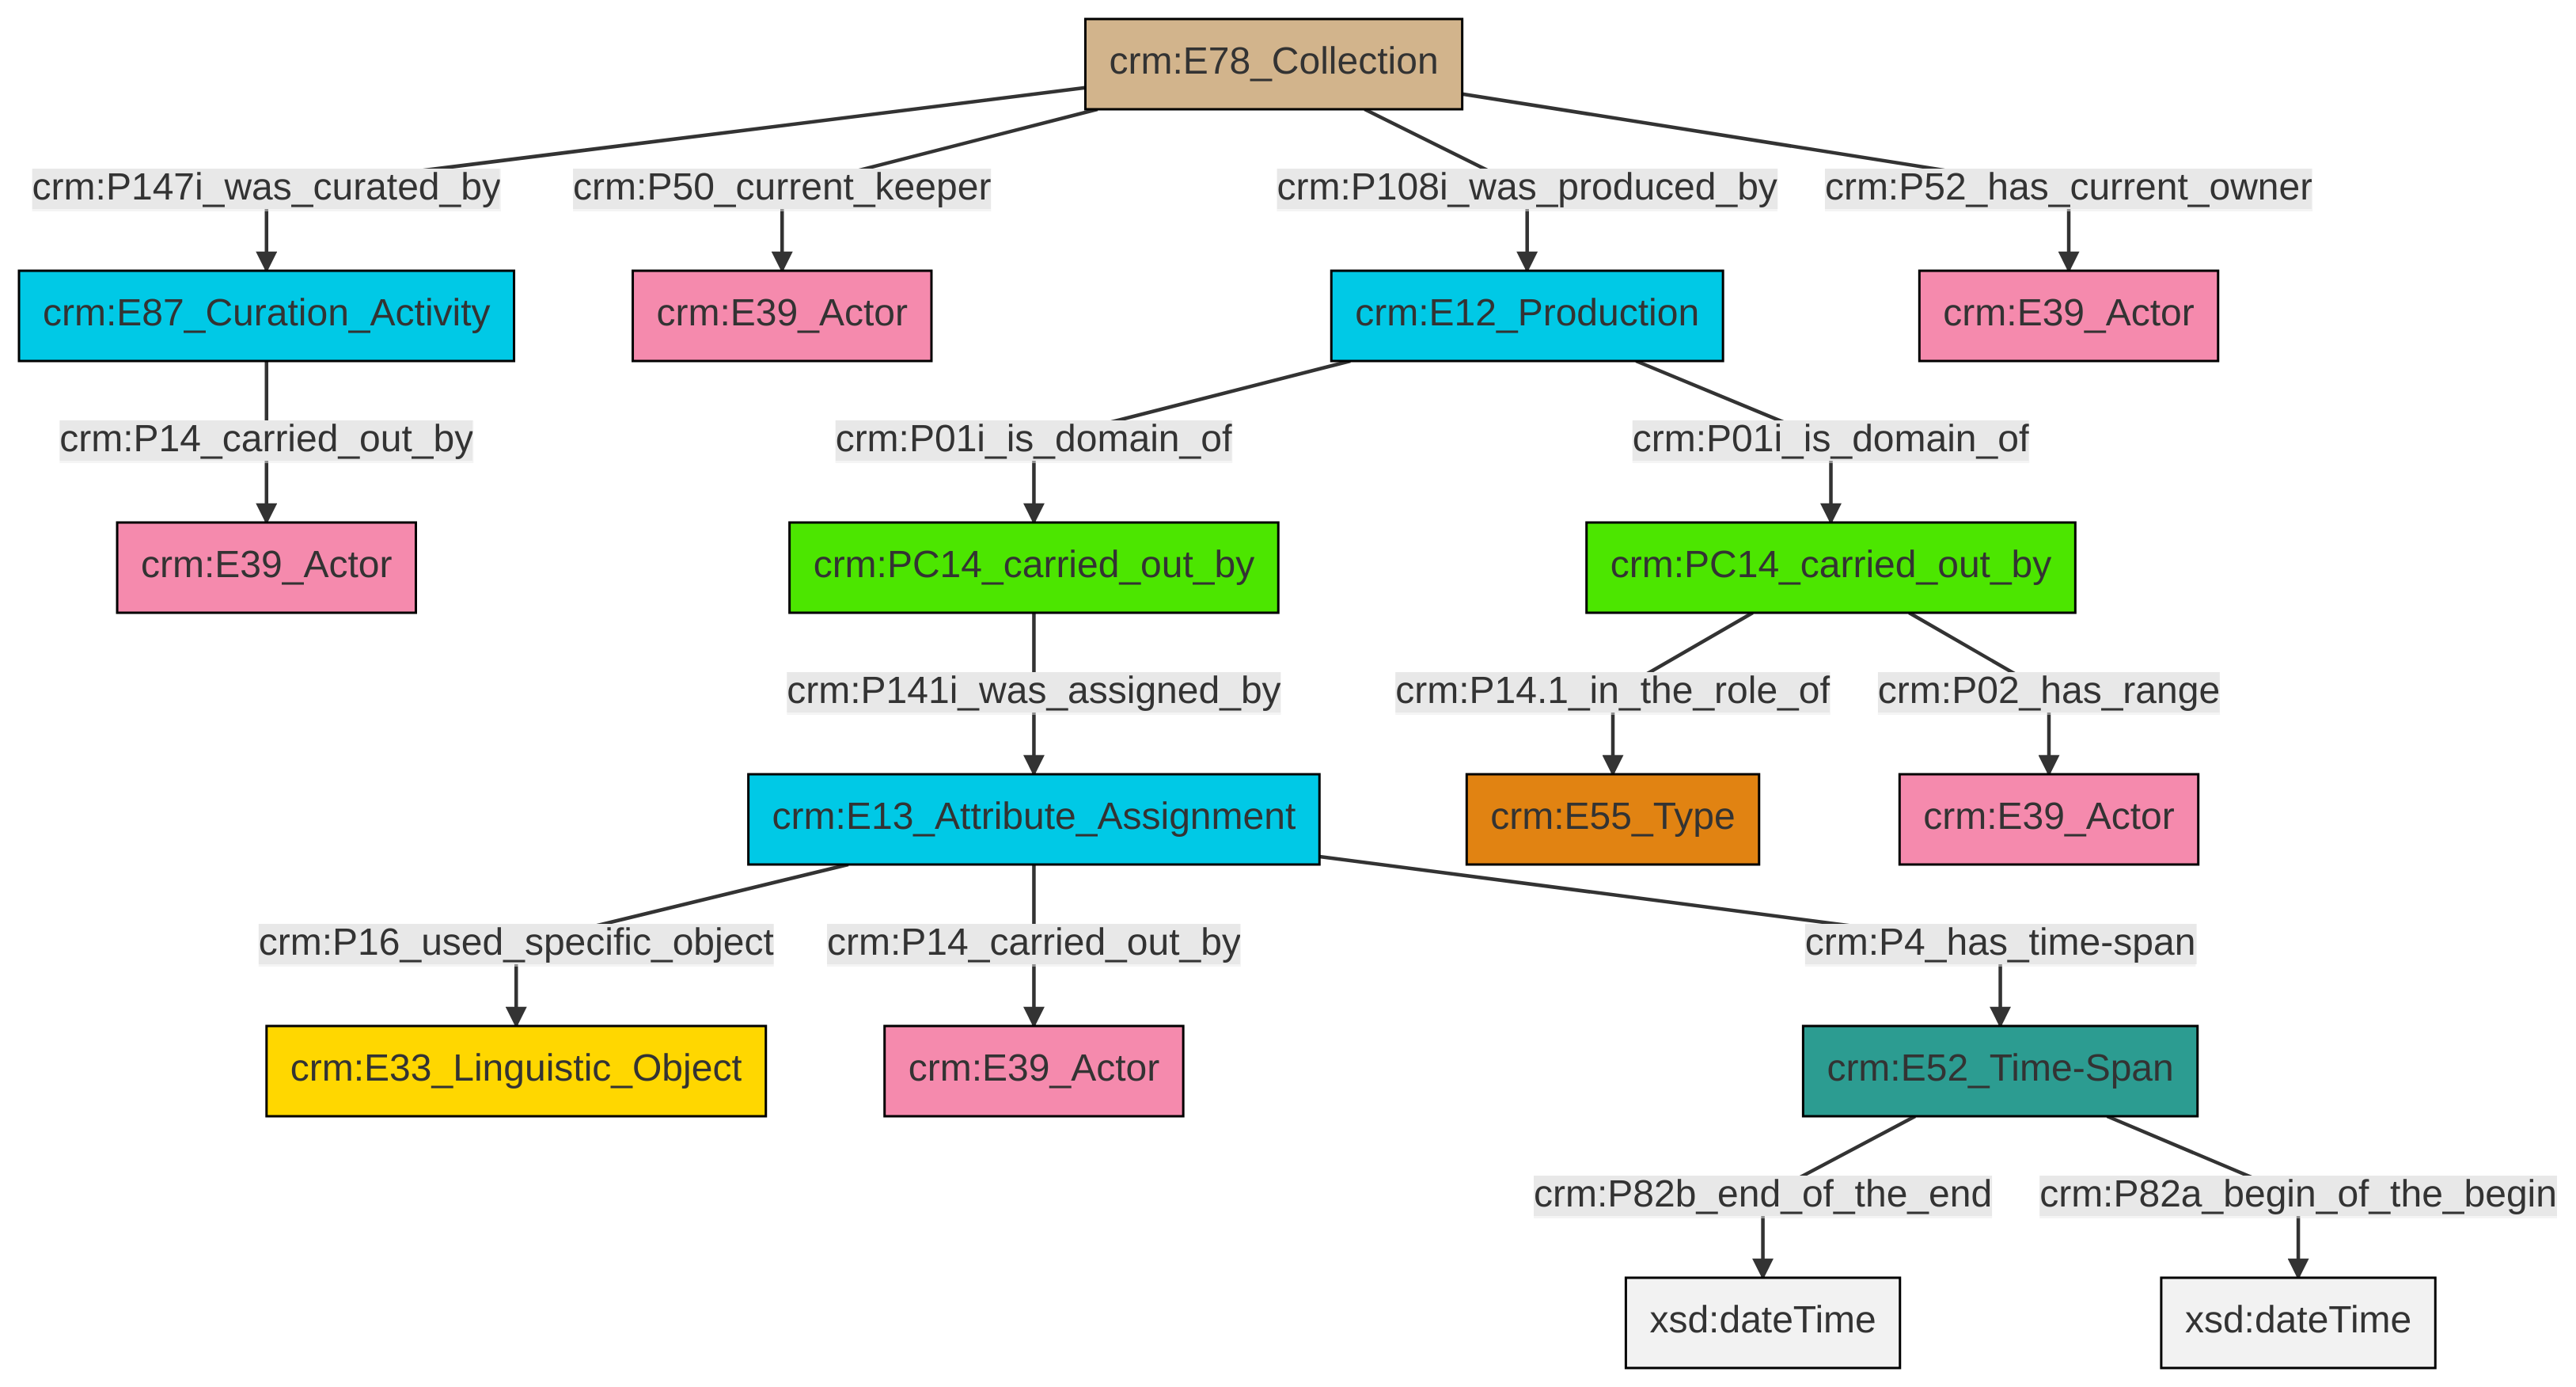 crm:E78_Collection
crm:P147i_was_curated_by
crm:P50_current_keeper
crm:P108i_was_produced_by
crm:P52_has_current_owner
crm:E87_Curation_Activity
crm:E39_Actor
crm:E12_Production
crm:E39_Actor
crm:P14_carried_out_by
crm:P01i_is_domain_of
crm:P01i_is_domain_of
crm:E39_Actor
crm:PC14_carried_out_by
crm:PC14_carried_out_by
crm:P141i_was_assigned_by
crm:P14.1_in_the_role_of
crm:P02_has_range
crm:E13_Attribute_Assignment
crm:E55_Type
crm:E39_Actor
crm:P16_used_specific_object
crm:P14_carried_out_by
crm:P4_has_time-span
crm:E33_Linguistic_Object
crm:E39_Actor
crm:E52_Time-Span
crm:P82b_end_of_the_end
crm:P82a_begin_of_the_begin
xsd:dateTime
xsd:dateTime